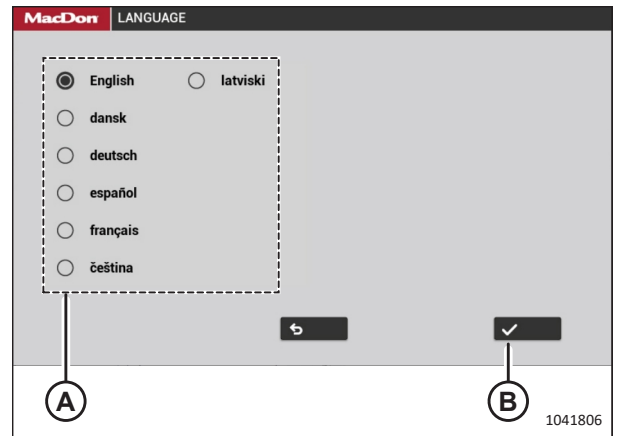 MacDon LANGUAGE
English latviski
dansk
deutsch
español
français
čeština
A B
1041806